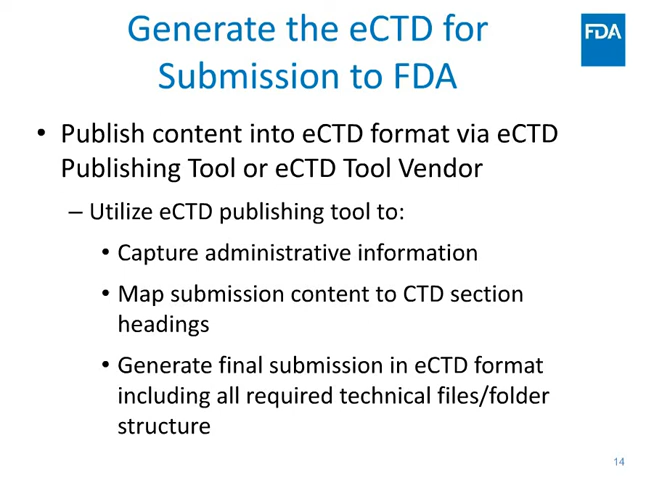 Generate the eCTD for
Submission to FDA
FDA
• Publish content into eCTD format via eCTD
Publishing Tool or eCTD Tool Vendor
– Utilize eCTD publishing tool to:
• Capture administrative information
• Map submission content to CTD section
headings
• Generate final submission in eCTD format
including all required technical files/folder
structure
14